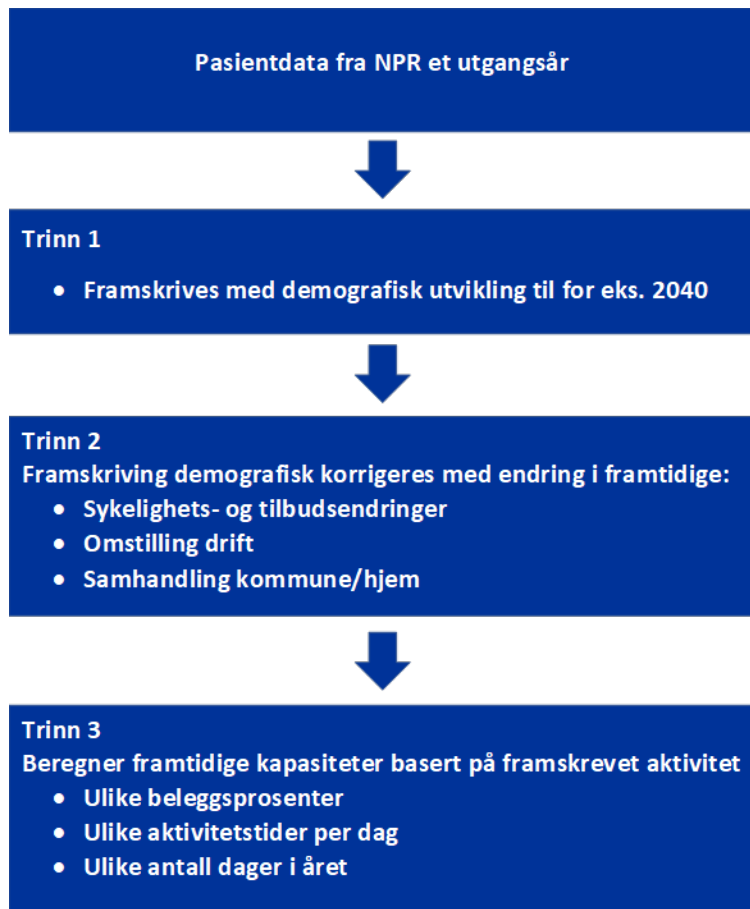 Pasientdata fra NPR et utgangsår
Trinn 1
• Framskrives med demografisk utvikling til for eks. 2040
Trinn 2
Framskriving demografisk korrigeres med endring i framtidige:
• Sykelighets- og tilbudsendringer
• Omstilling drift
• Samhandling kommune/hjem
Trinn 3
Beregner framtidige kapasiteter basert på framskrevet aktivitet
• Ulike beleggsprosenter
• Ulike aktivitetstider per dag
• Ulike antall dager i året